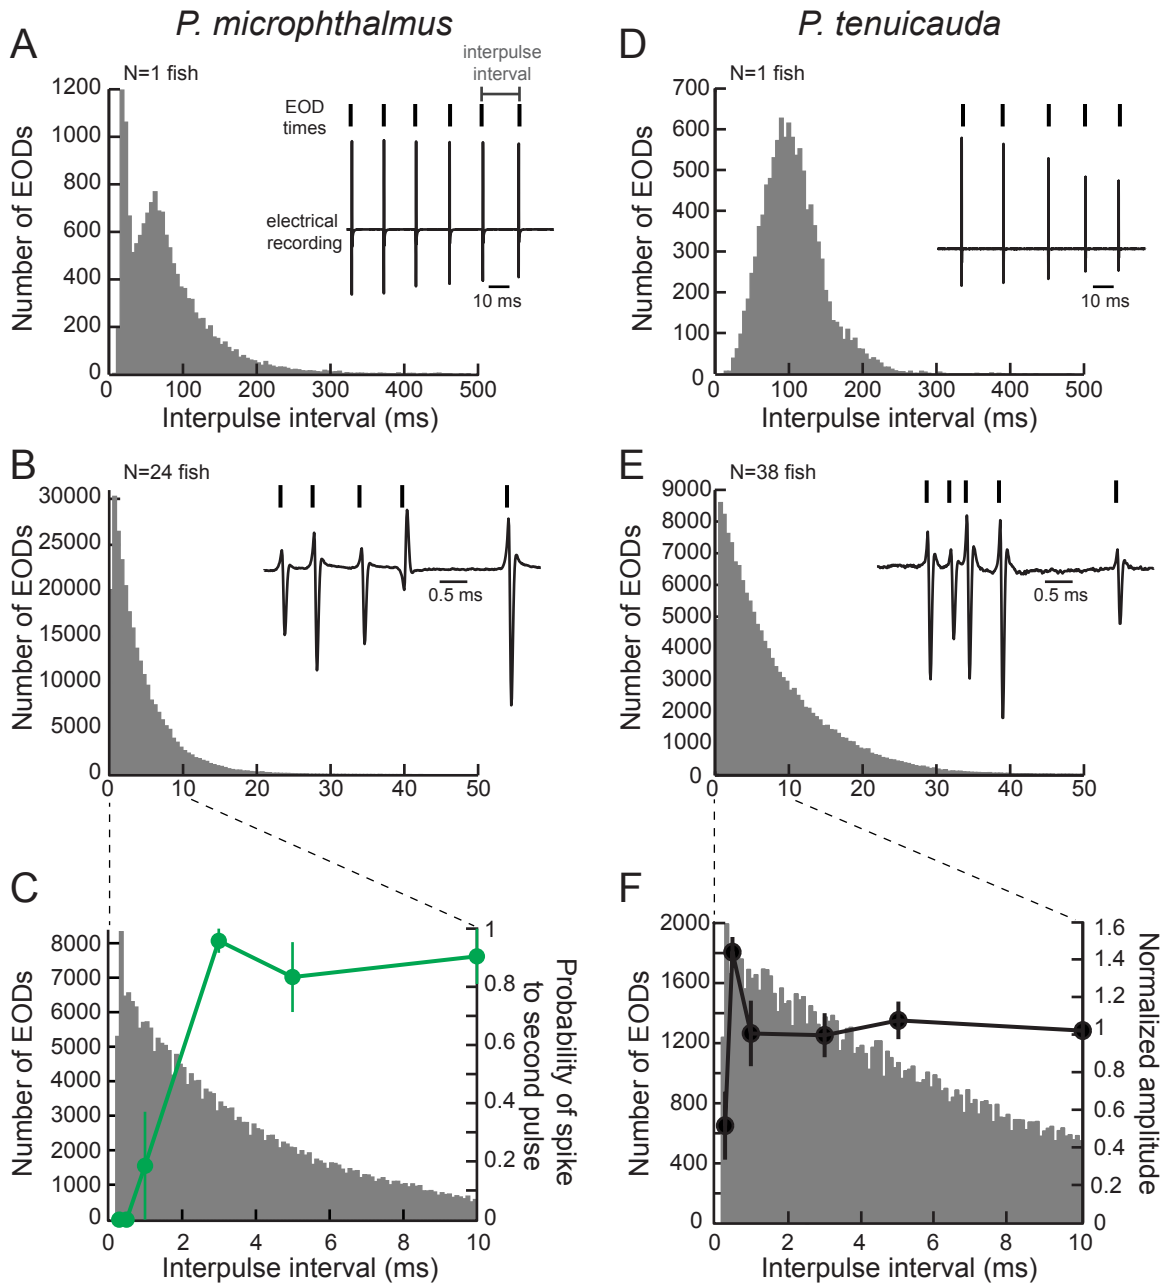 P. microphthalmus
P. tenuicauda
A
N=1 fish
interpulse
interval
EOD
times
electrical
recording
10 ms
Number of EODs
1200
1000
800
600
400
200
0
0 100 200 300 400 500
Interpulse interval (ms)
D
N=1 fish
10 ms
Number of EODs
700
600
500
400
300
200
100
0
0 100 200 300 400 500
Interpulse interval (ms)
B
N=24 fish
0.5 ms
Number of EODs
30000
25000
20000
15000
10000
5000
0
0 10 20 30 40 50
E
N=38 fish
0.5 ms
Number of EODs
9000
8000
7000
6000
5000
4000
3000
2000
1000
0
0 10 20 30 40 50
C
Number of EODs
8000
7000
6000
5000
4000
3000
2000
1000
0
0 2 4 6 8 10
Interpulse interval (ms)
1
0.8
0.6
0.4
0.2
0
Probability of spike
to second pulse
F
Number of EODs
2000
1800
1600
1400
1200
800
600
400
0
0 2 4 6 8 10
Interpulse interval (ms)
1.6
1.4
1.2
1
0.8
0.6
0.4
0.2
0
Normalized amplitude